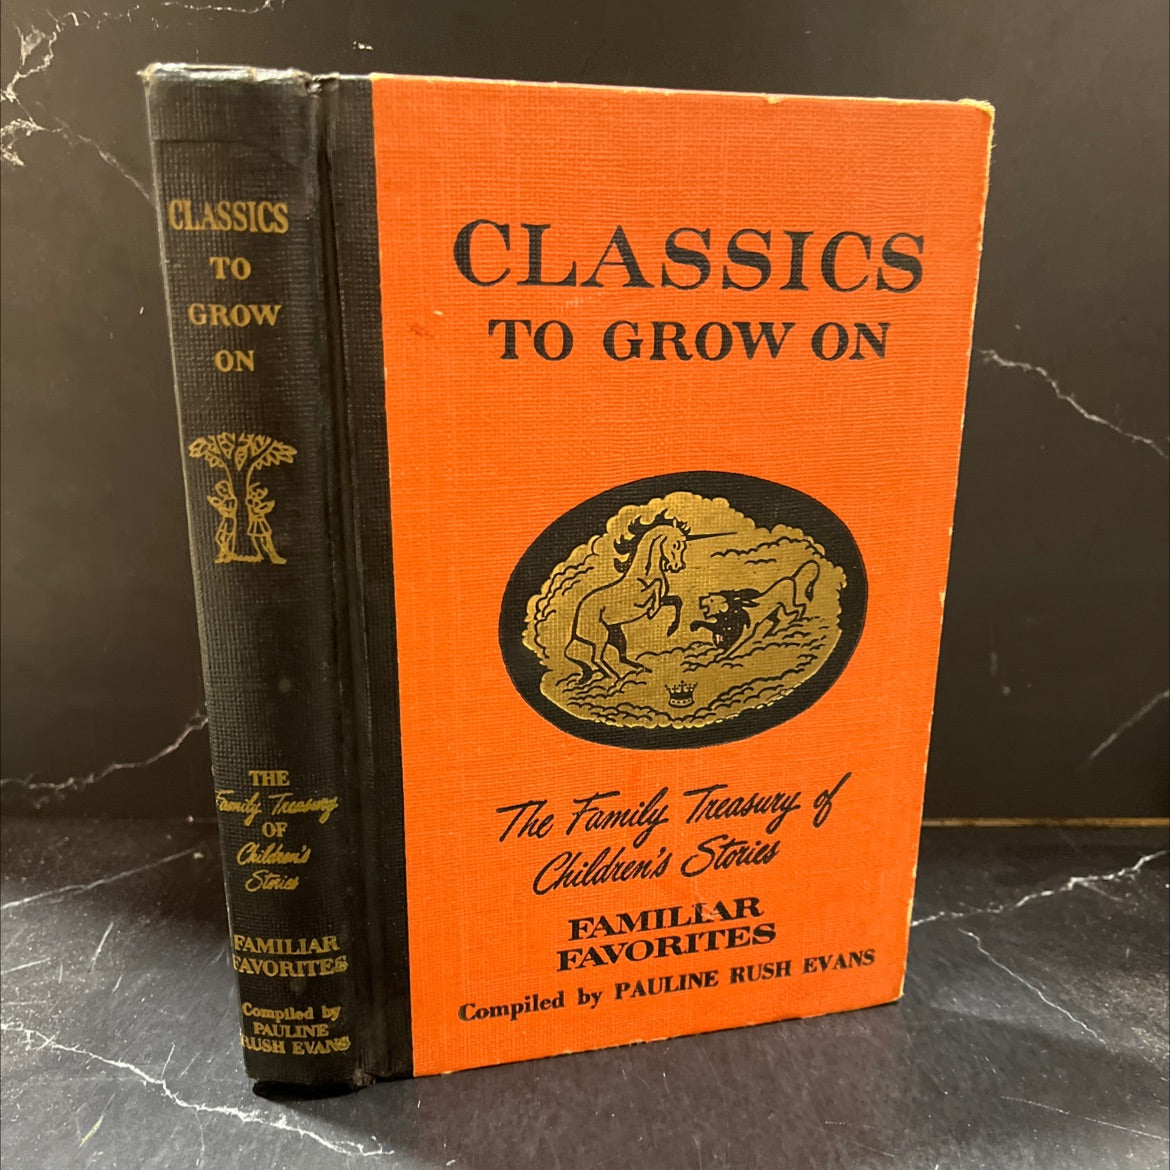 CLASSICS
TO
GROW
ON
THE
Family Treasury
OF
Children's
Stories
FAMILIAR
FAVORITES
Compiled by
PAULINE
RUSH EVANS
CLASSICS
TO GROW ON
The Family Treasury of
Children's Stories
FAMILIAR
FAVORITES
Compiled by PAULINE RUSH EVANS